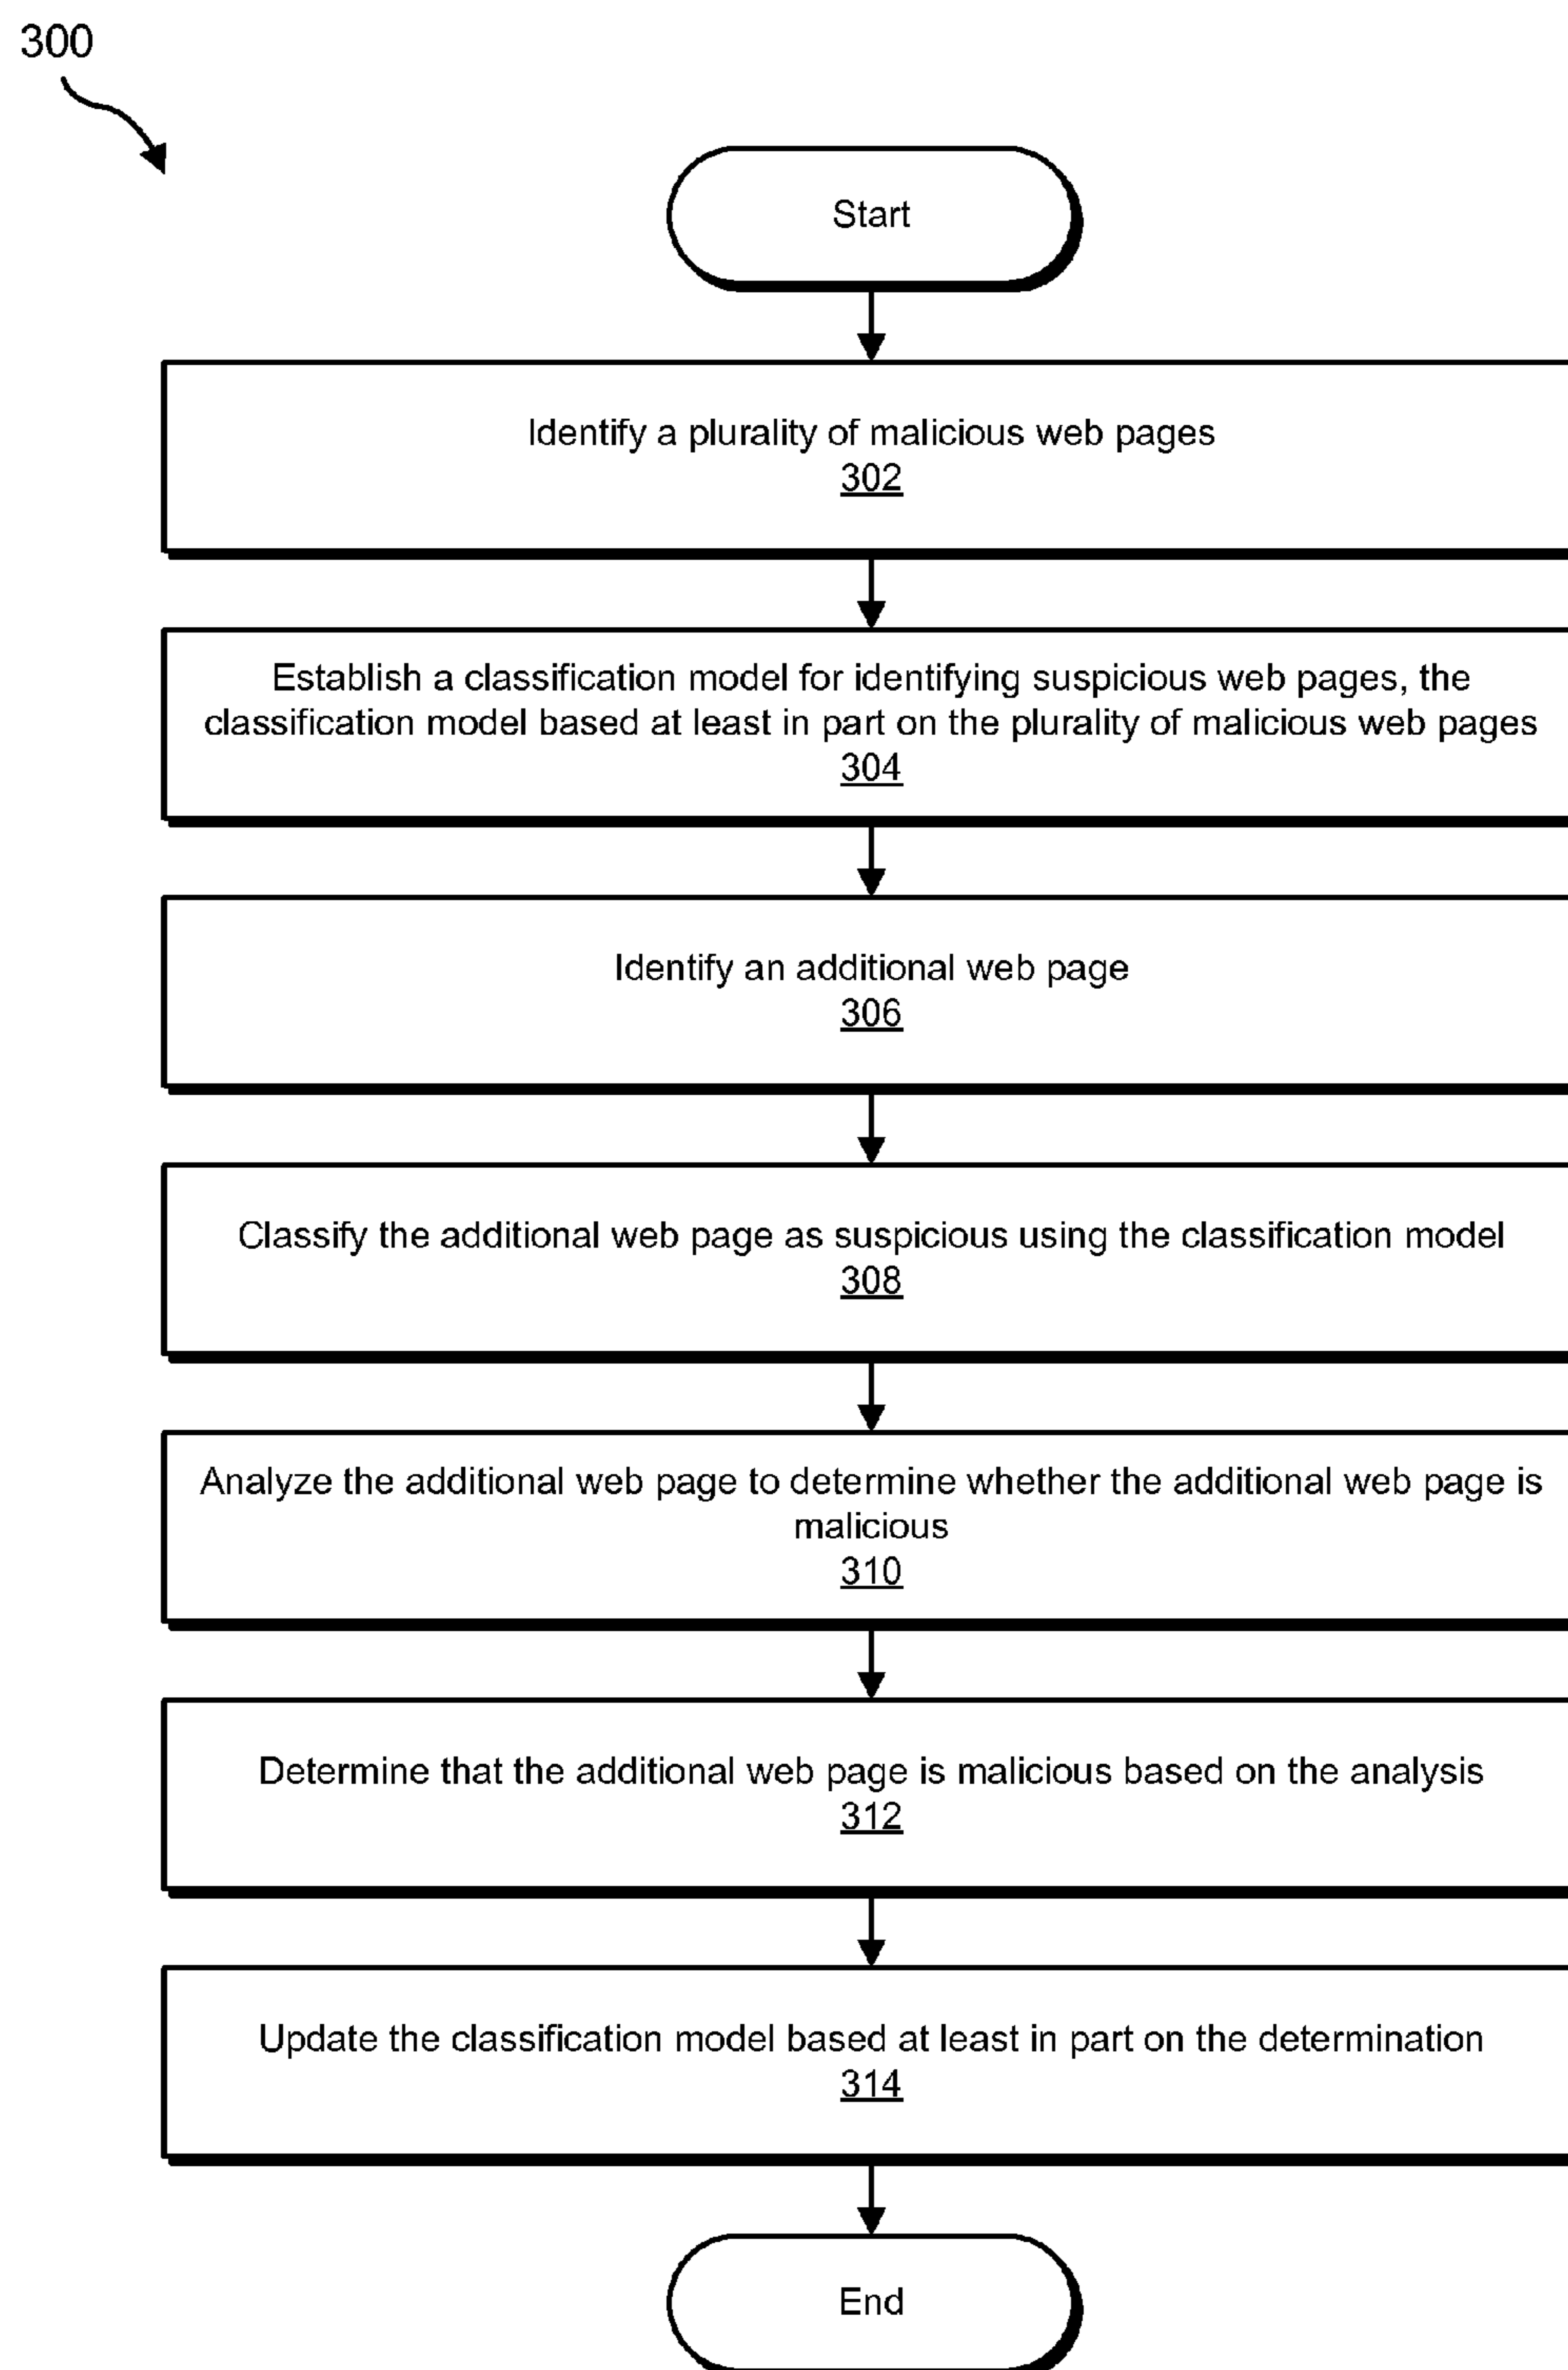 300
Start
Identify a plurality of malicious web pages
302
Establish a classification model for identifying suspicious web pages, the
classification model based at least in part on the plurality of malicious web pages
304
Identify an additional web page
306
Classify the additional web page as suspicious using the classification model
308
Analyze the additional web page to determine whether the additional web page is
malicious
310
Determine that the additional web page is malicious based on the analysis
312
Update the classification model based at least in part on the determination
314
End